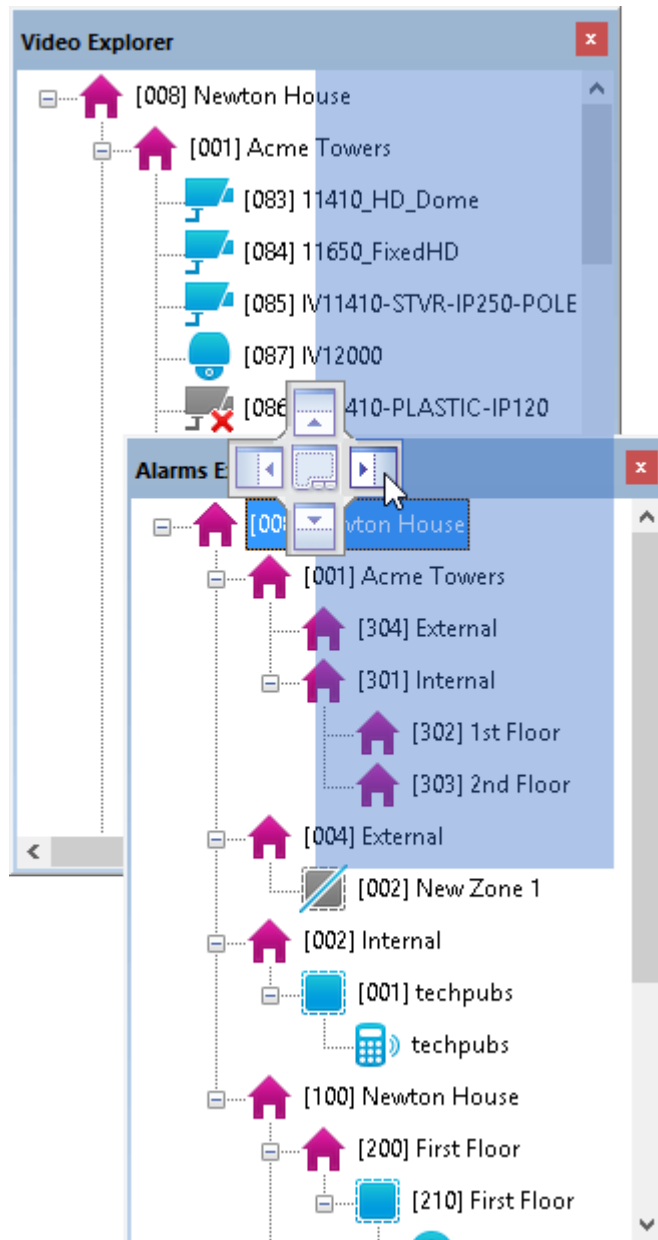 Video Explorer
[008] Newton House
[001] Acme Towers
[083] 11410_HD_Dome
[084] 11650_FixedHD
[085] IV11410-STVR-IP250-POLE
[087] IV12000
[086 410-PLASTIC-IP120
Alarms E
[00 wton House
[001] Acme Towers
[304] External
[301] Internal
[302] 1st Floor
[303] 2nd Floor
[004] External
[002] New Zone 1
[002] Internal
[001] techpubs
techpubs
[100] Newton House
[200] First Floor
[210] First Floor